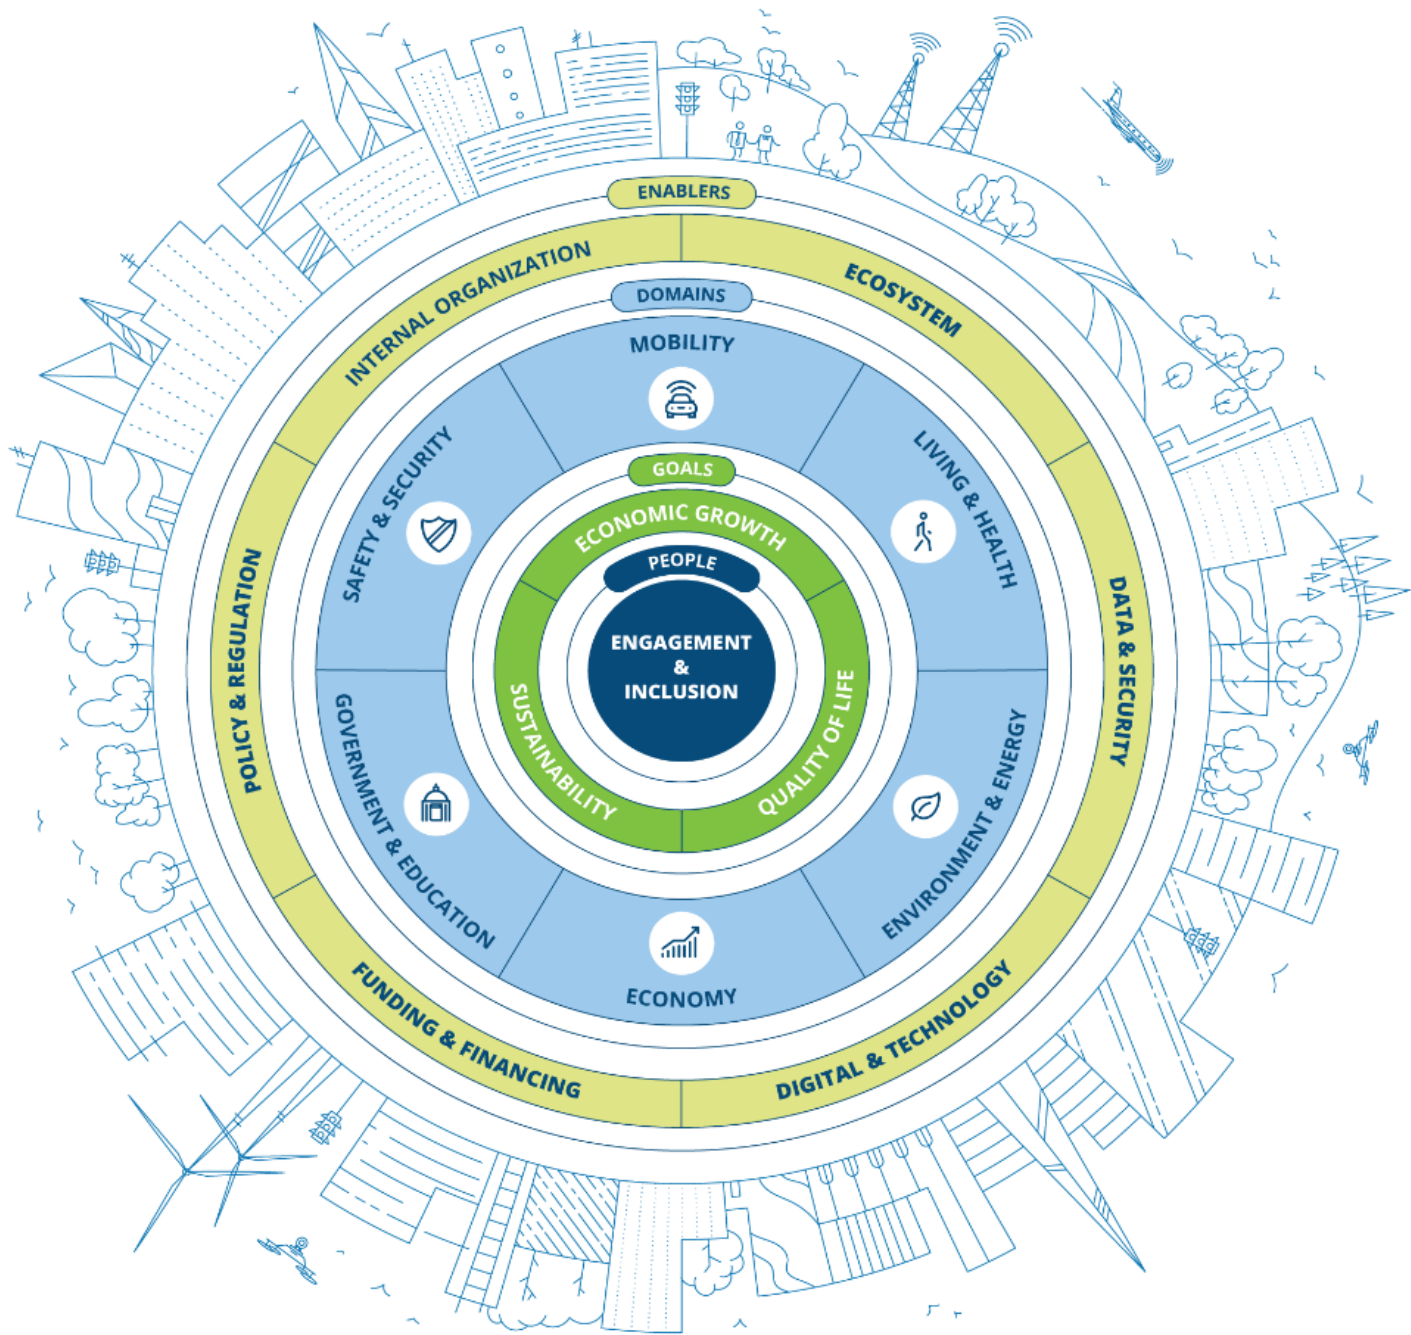 ENABLERS
INTERNAL ORGANIZATION
ECOSYSTEM
DATA & SECURITY
DIGITAL & TECHNOLOGY
FUNDING & FINANCING
POLICY & REGULATION
DOMAINS
MOBILITY
LIVING & HEALTH
ENVIRONMENT & ENERGY
ECONOMY
GOVERNMENT & EDUCATION
SAFETY & SECURITY
GOALS
ECONOMIC GROWTH
QUALITY OF LIFE
SUSTAINABILITY
PEOPLE
ENGAGEMENT
&
INCLUSION